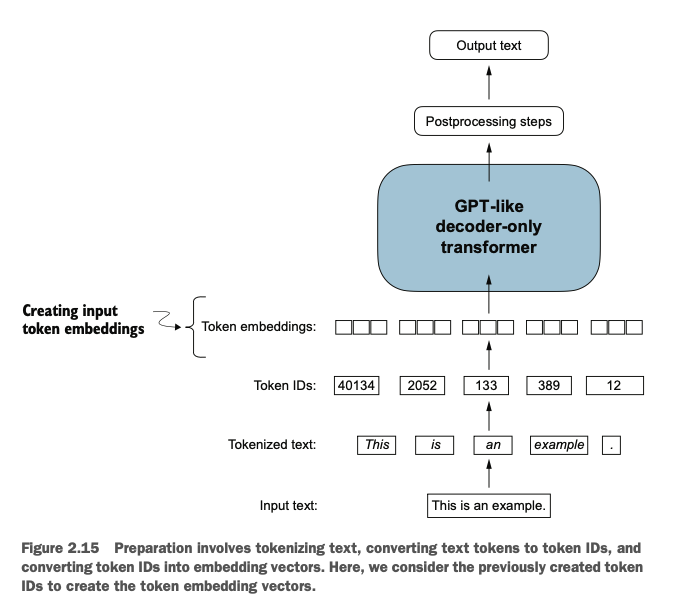 Output text
Postprocessing steps
GPT-like
decoder-only
transformer
Creating input
token embeddings
Token embeddings:
Token IDs: 40134 2052 133 389 12
Tokenized text: This is an example .
Input text: This is an example.
Figure 2.15 Preparation involves tokenizing text, converting text tokens to token IDs, and
converting token IDs into embedding vectors. Here, we consider the previously created token
IDs to create the token embedding vectors.